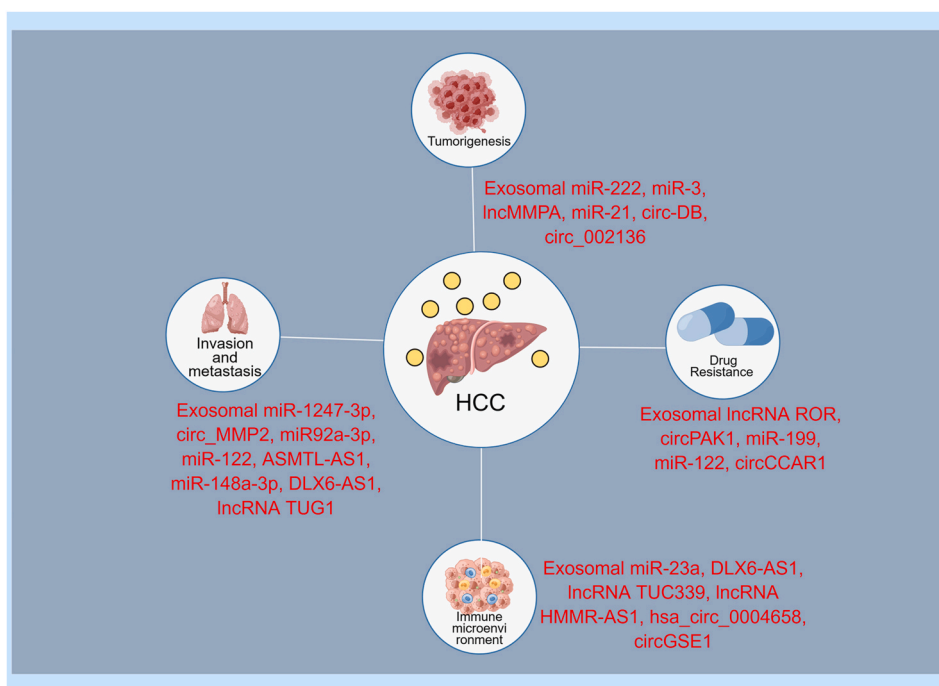 Tumorigenesis
Exosomal miR-222, miR-3,
lncMMPA, miR-21, circ-DB,
circ_002136
Invasion
and
metastasis
Exosomal miR-1247-3p,
circ_MMP2, miR92a-3p,
miR-122, ASMTL-AS1,
miR-148a-3p, DLX6-AS1,
lncRNA TUG1
HCC
Drug
Resistance
Exosomal lncRNA ROR,
circPAK1, miR-199,
miR-122, circCCAR1
Immune
microenvi
ronment
Exosomal miR-23a, DLX6-AS1,
lncRNA TUC339, lncRNA
HMMR-AS1, hsa_circ_0004658,
circGSE1